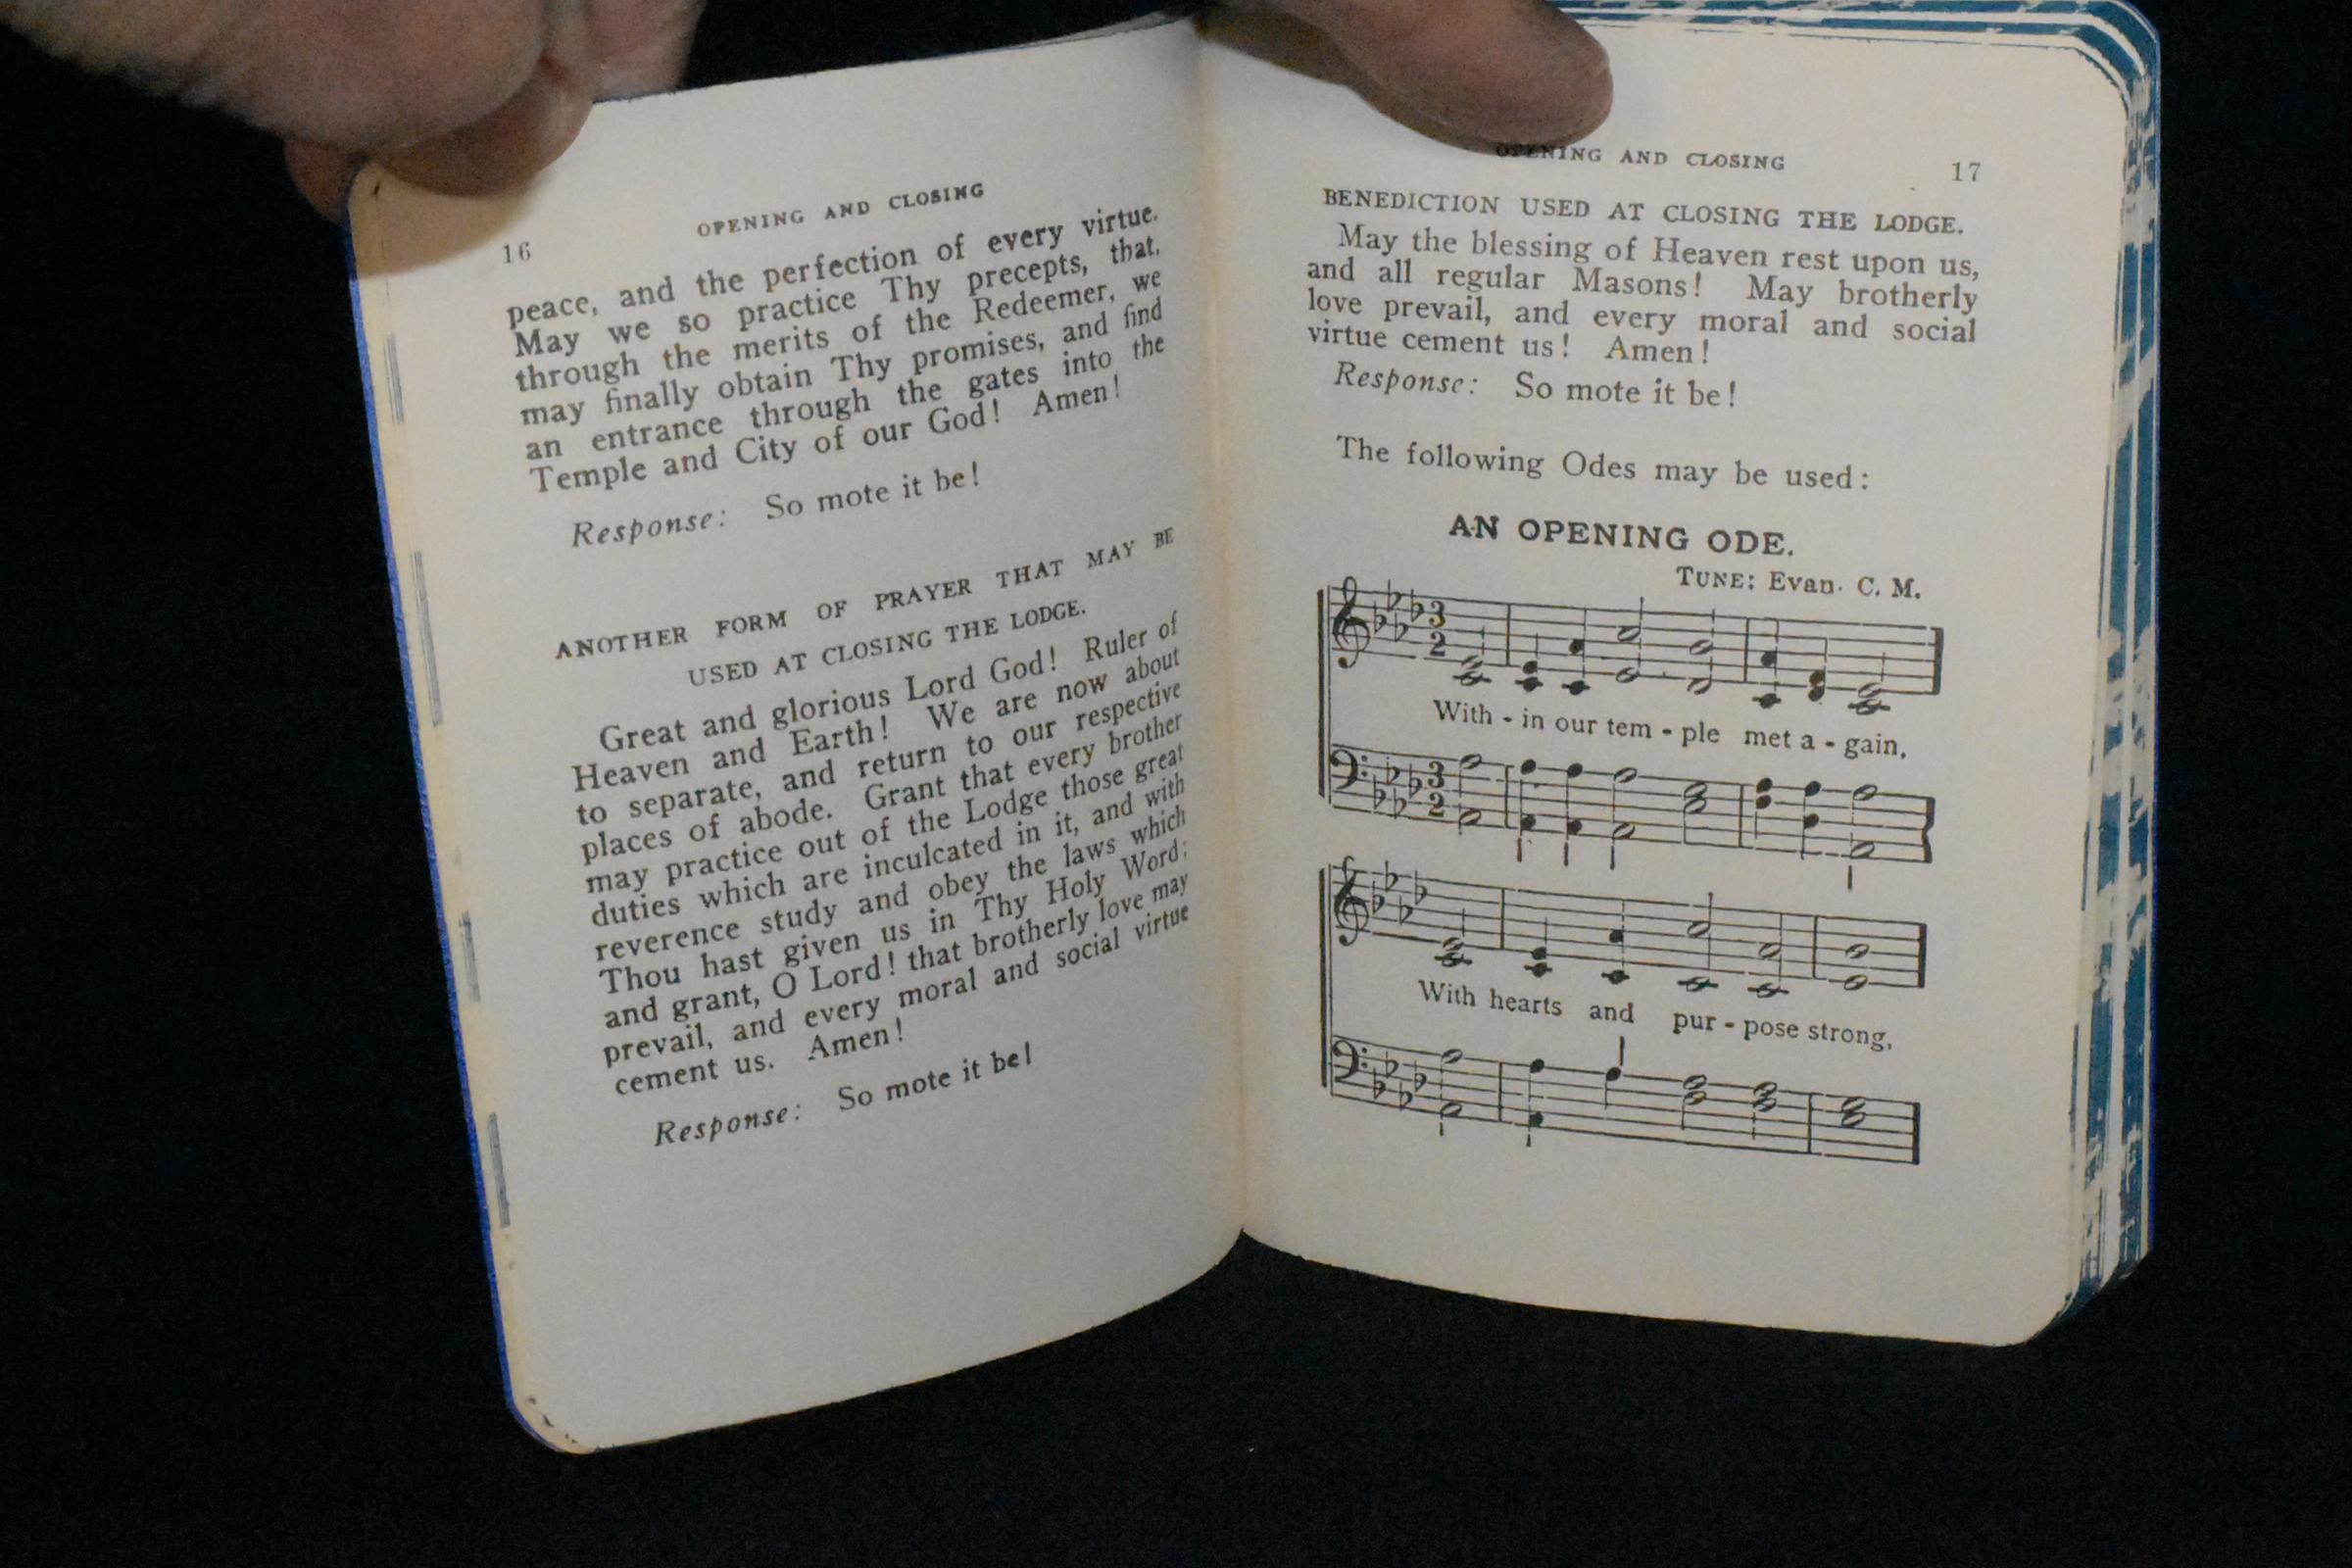 OPENING AND CLOSING
16
peace, and the perfection of every virtue.
May we so practice Thy precepts, that,
through the merits of the Redeemer, we
may finally obtain Thy promises, and find
an entrance through the gates into the
Temple and City of our God! Amen!
Response: So mote it be!
ANOTHER FORM OF PRAYER THAT MAY BE
USED AT CLOSING THE LODGE.
Great and glorious Lord God! Ruler of
Heaven and Earth! We are now about
to separate, and return to our respective
places of abode. Grant that every brother
may practice out of the Lodge those great
duties which are inculcated in it, and with
reverence study and obey the laws which
Thou hast given us in Thy Holy Word;
and grant, O Lord! that brotherly love may
prevail, and every moral and social virtue
cement us. Amen!
Response: So mote it be!
OPENING AND CLOSING 17
BENEDICTION USED AT CLOSING THE LODGE.
May the blessing of Heaven rest upon us,
and all regular Masons! May brotherly
love prevail, and every moral and social
virtue cement us! Amen!
Response: So mote it be!
The following Odes may be used:
AN OPENING ODE.
TUNE: Evan. C. M.
3
2
With - in our tem - ple met a - gain,
3
2
With hearts and pur - pose strong,